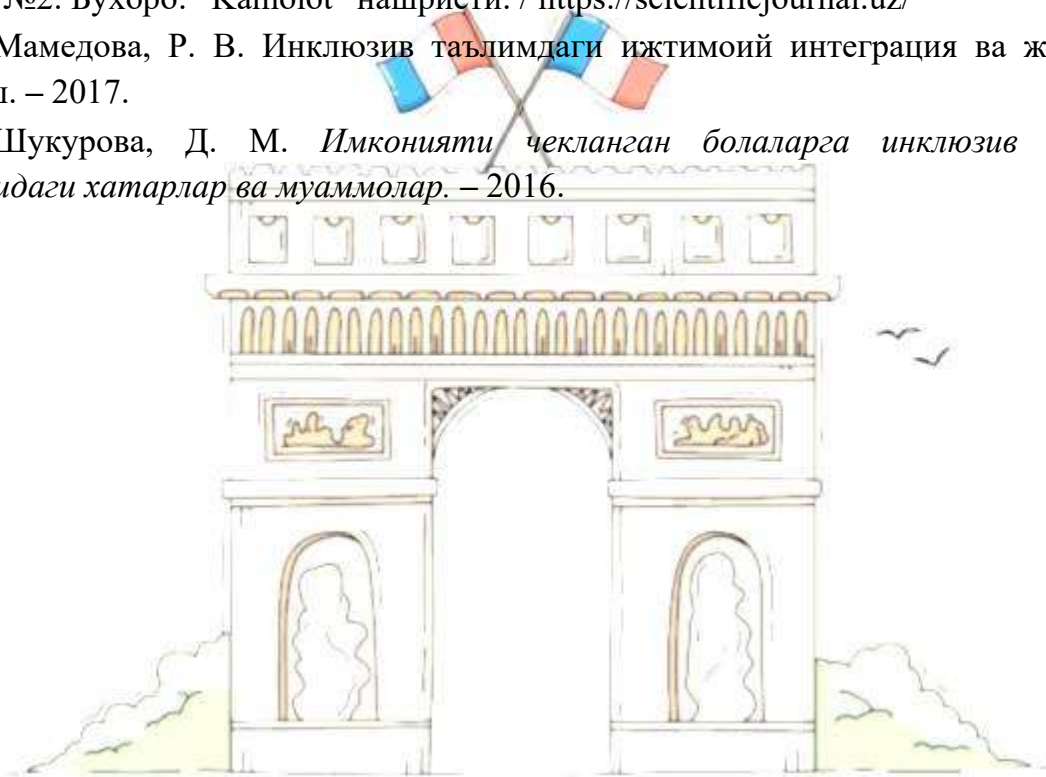 №2. Бухоро. "Kamolot" нашриёти. / https://scientificjournal.uz/
Мамедова, Р. В. Инклюзив таълимдаги ижтимоий интеграция ва ж
– 2017.
Шукурова, Д. М. Имконияти чекланган болаларга инклюзив
идаги хатарлар ва муаммолар. – 2016.